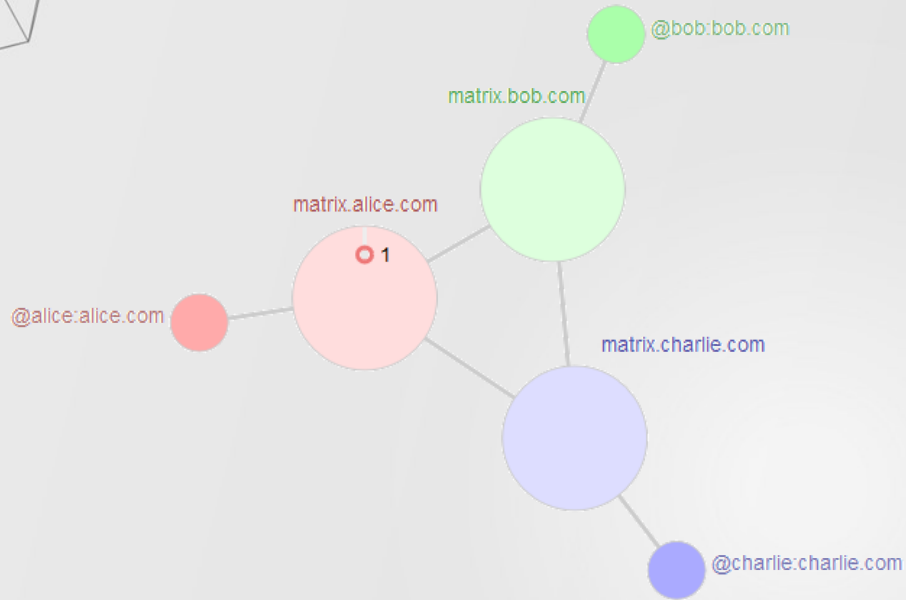 @bob:bob.com
matrix.bob.com
matrix.alice.com
1
@alice:alice.com
matrix.charlie.com
@charlie:charlie.com